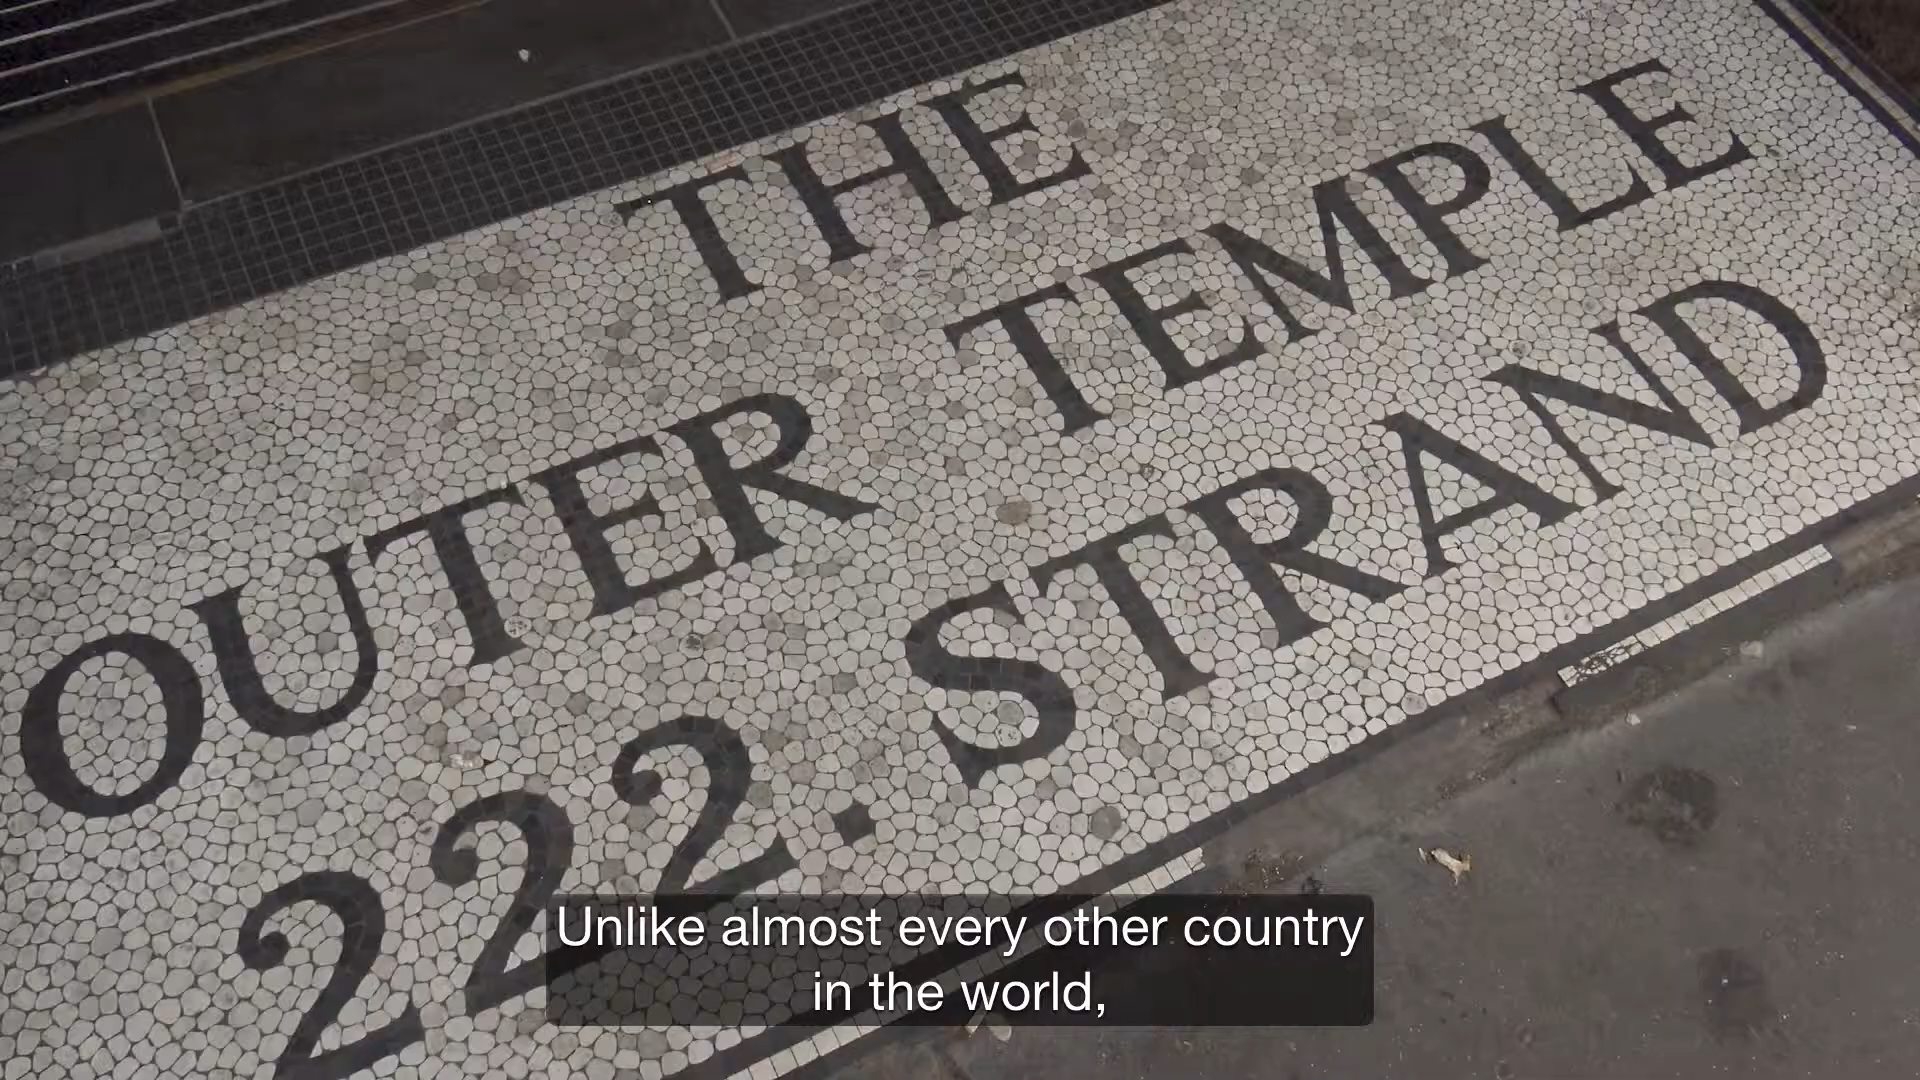 THE
OUTER TEMPLE
222. STRAND
Unlike almost every other country
in the world,